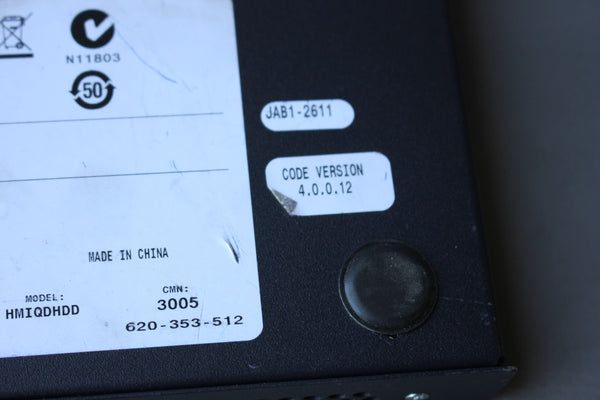 N11803
50
JAB1-2611
CODE VERSION
4.0.0.12
MADE IN CHINA
MODEL:
HMIQDHDD
CMN:
3005
620-353-512